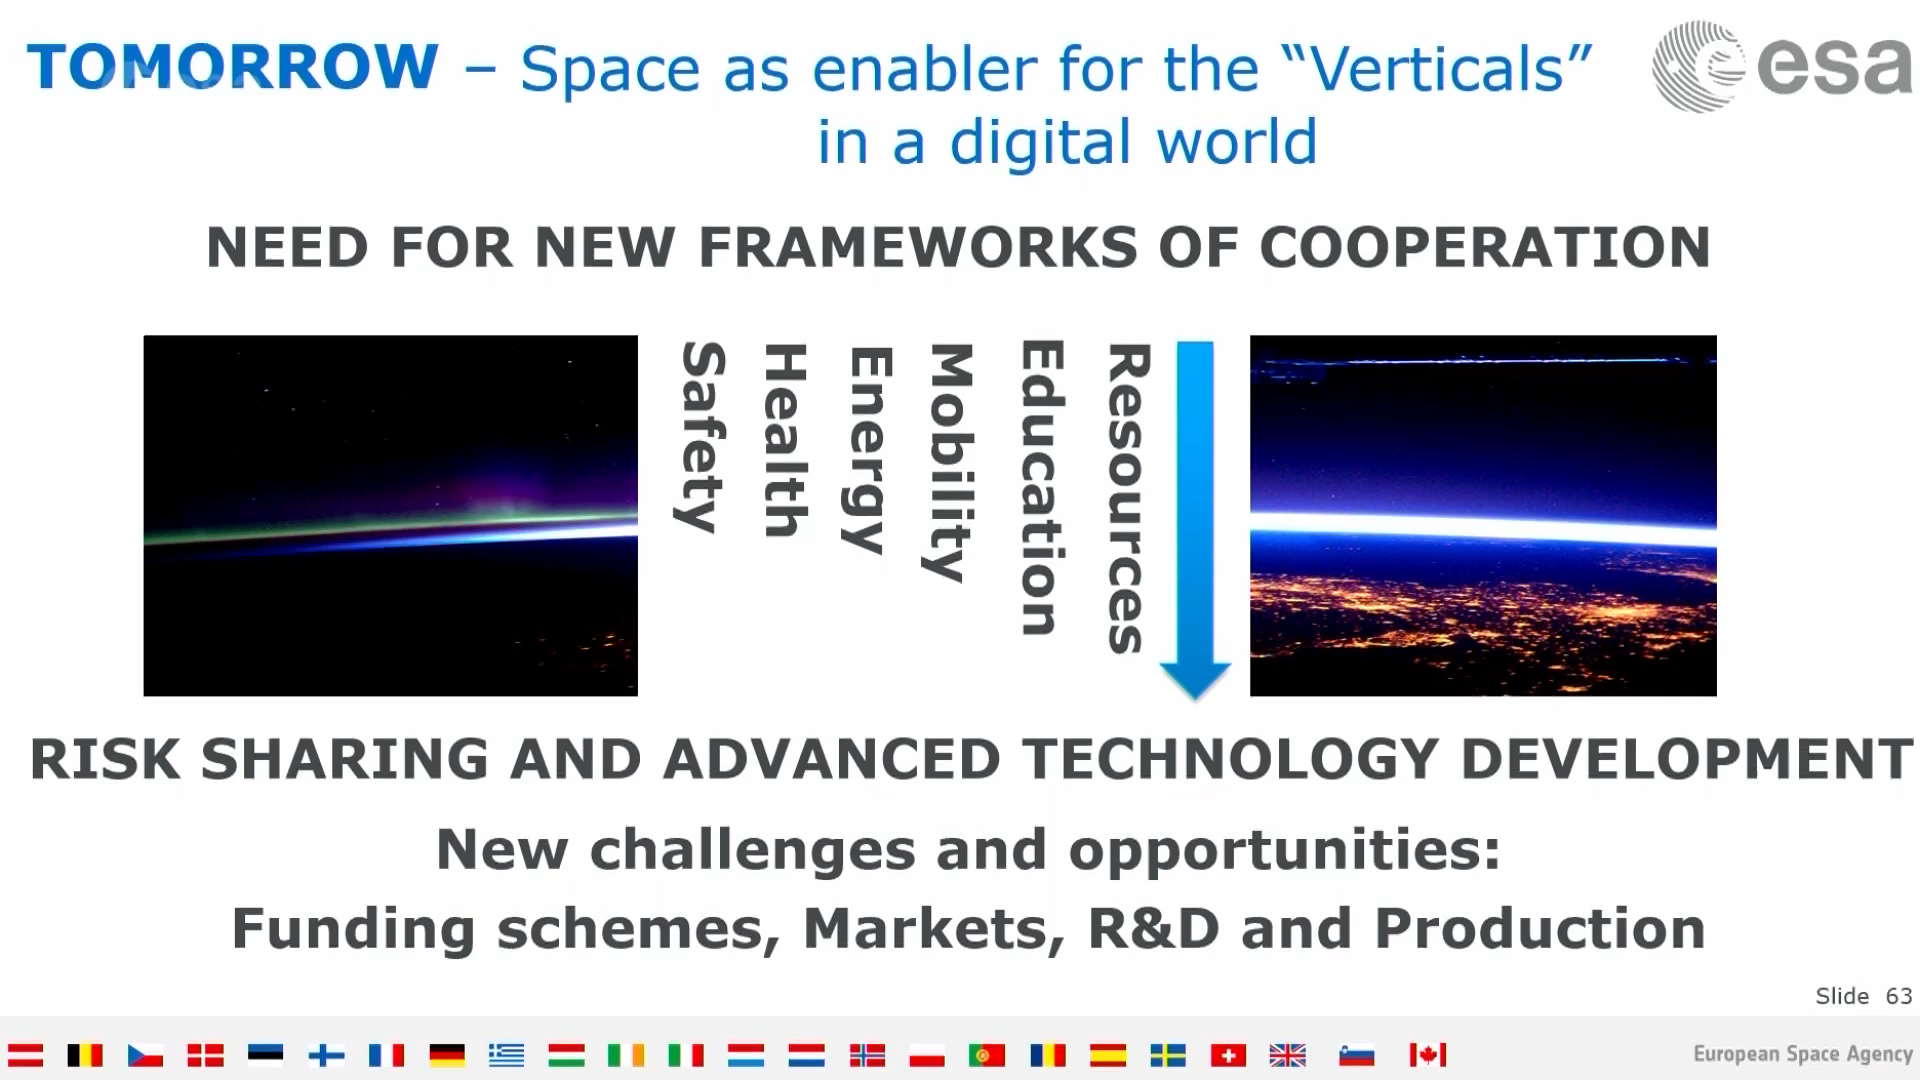 TOMORROW – Space as enabler for the “Verticals”
in a digital world
esa
NEED FOR NEW FRAMEWORKS OF COOPERATION
Safety
Health
Energy
Mobility
Education
Resources
RISK SHARING AND ADVANCED TECHNOLOGY DEVELOPMENT
New challenges and opportunities:
Funding schemes, Markets, R&D and Production
Slide 63
European Space Agency